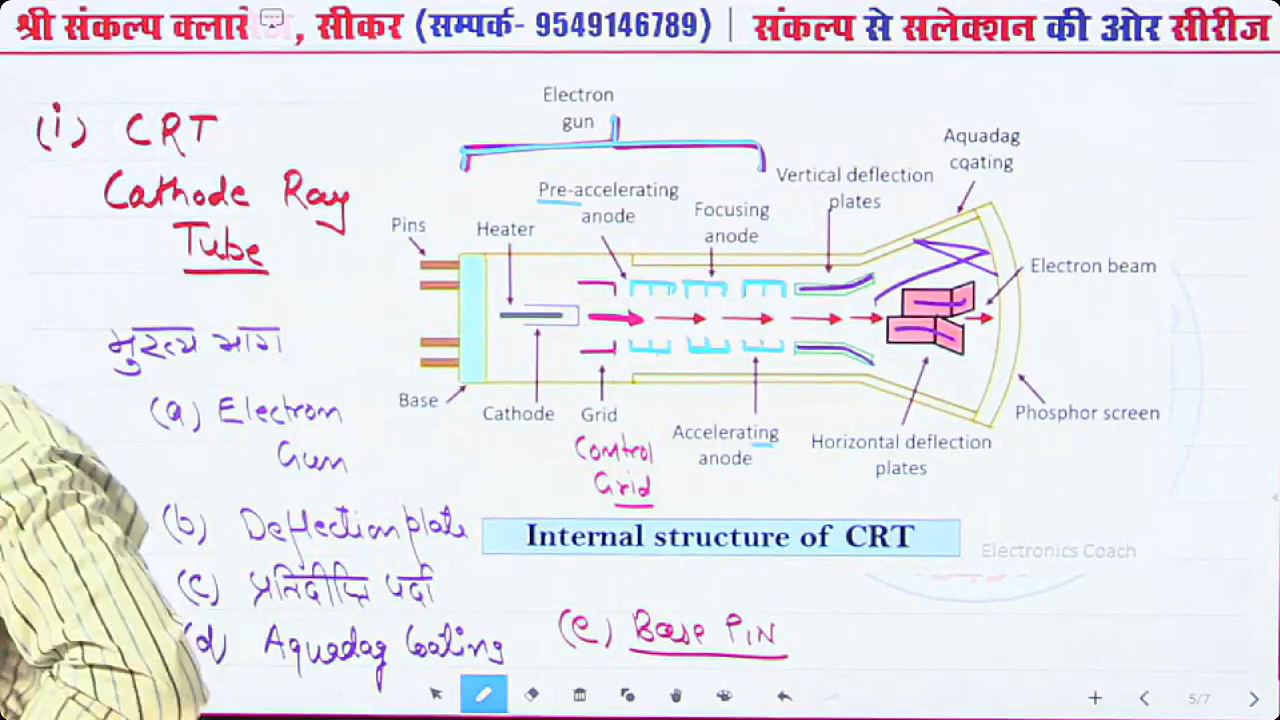 श्री संकल्प क्लासेज, सीकर (सम्पर्क- 9549146789) | संकल्प से सलेक्शन की ओर सीरीज
(i) CRT
Cathode Ray
Tube
मुख्य भाग
(a) Electron
Gun
(b) Deflection plate
(c) प्रतिदीप्ति पर्दा
(d) Aquadag Coating
(e) Base PIN
Electron
gun
Pre-accelerating
anode
Focusing
anode
Vertical deflection
plates
Aquadag
coating
Pins
Heater
Electron beam
Base
Cathode
Grid
Control
Grid
Accelerating
anode
Horizontal deflection
plates
Phosphor screen
Internal structure of CRT
Electronics Coach
5/7